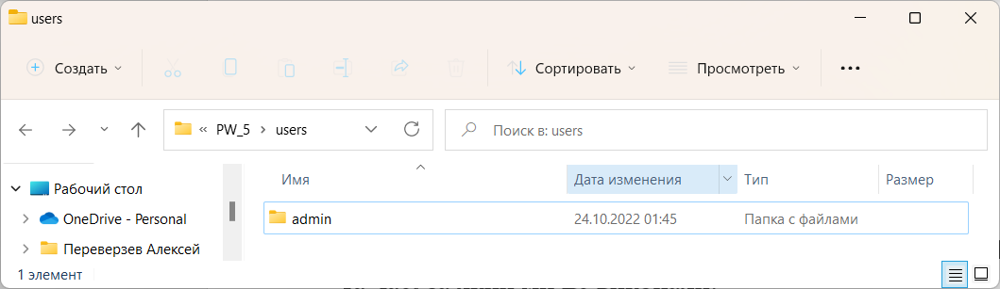 users
Создать
Сортировать
Просмотреть
PW_5
users
Поиск в: users
Имя
Дата изменения
Тип
Размер
Рабочий стол
OneDrive - Personal
Переверзев Алексей
admin
24.10.2022 01:45
Папка с файлами
1 элемент